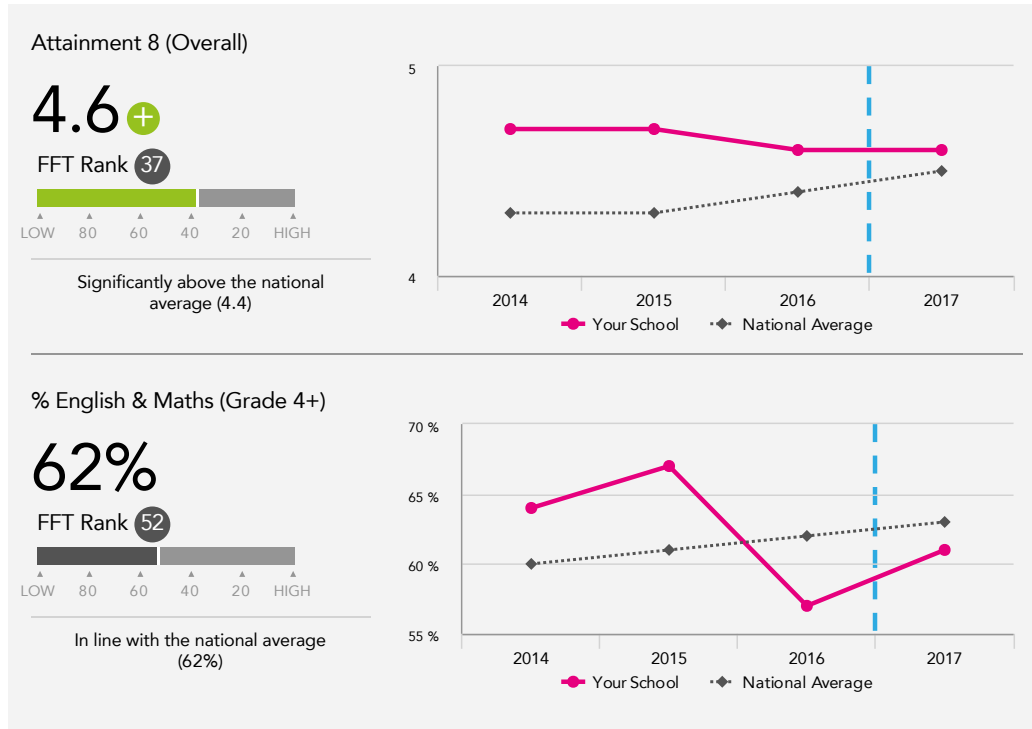 Attainment 8 (Overall)
4.6 +
FFT Rank 37
LOW 80 60 40 20 HIGH
Significantly above the national
average (4.4)
5
4
2014 2015 2016 2017
Your School National Average
% English & Maths (Grade 4+)
62%
FFT Rank 52
LOW 80 60 40 20 HIGH
In line with the national average
(62%)
70 %
65 %
60 %
55 %
2014 2015 2016 2017
Your School National Average